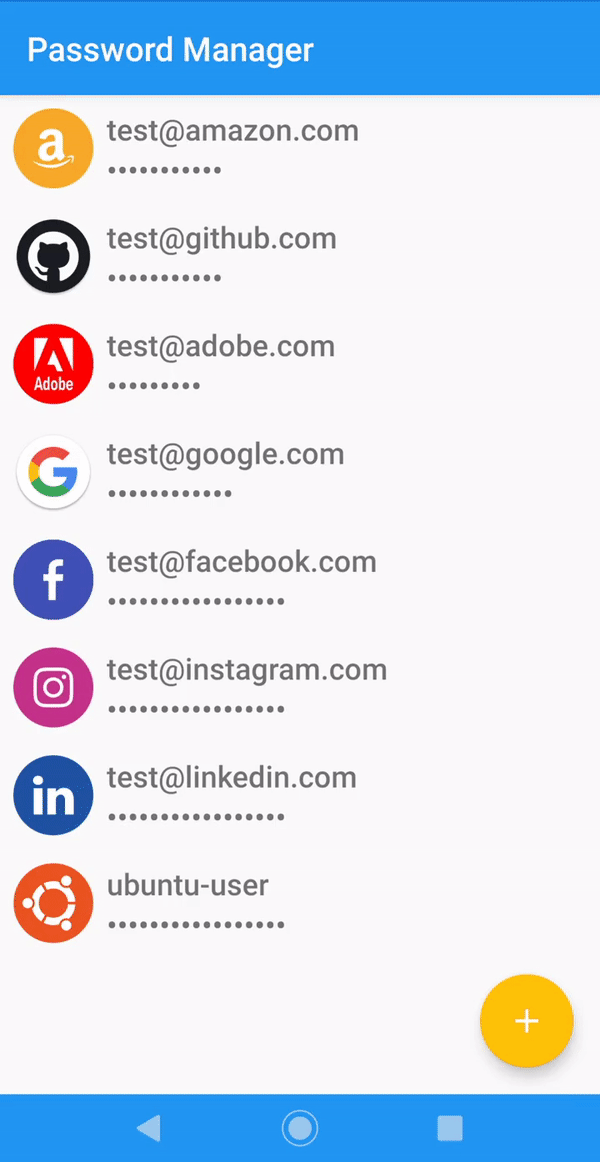 Password Manager
a
test@amazon.com
•••••••••••
test@github.com
•••••••••••
Adobe
test@adobe.com
•••••••••
G
test@google.com
••••••••••••
f
test@facebook.com
•••••••••••••••••
test@instagram.com
•••••••••••••••••
in
test@linkedin.com
•••••••••••••••••
ubuntu-user
•••••••••••••••••
+